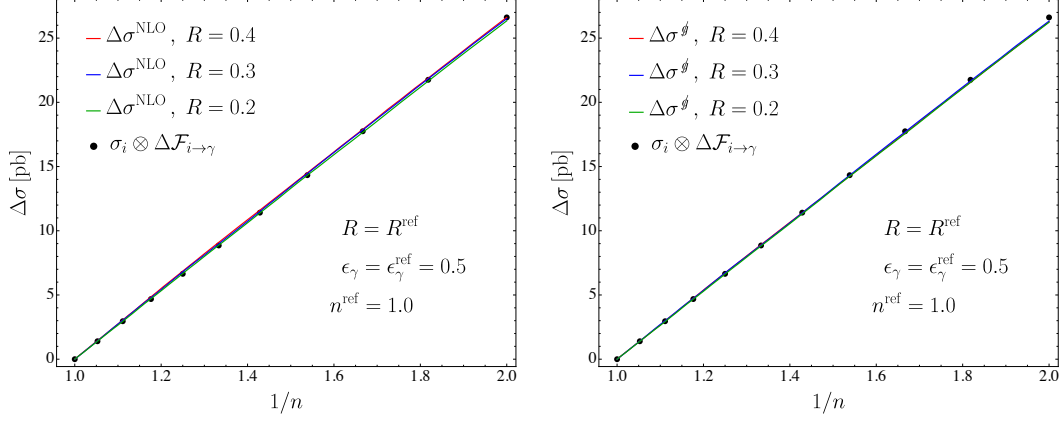 Δσ^NLO , R = 0.4
Δσ^NLO , R = 0.3
Δσ^NLO , R = 0.2
σ_i ⊗ Δℱ_{i→γ}
R = R^ref
ϵ_γ = ϵ_γ^ref = 0.5
n^ref = 1.0
Δσ [pb]
25
20
15
10
5
0
1.0 1.2 1.4 1.6 1.8 2.0
1/n
Δσ , R = 0.4
Δσ , R = 0.3
Δσ , R = 0.2
σ_i ⊗ Δℱ_{i→γ}
R = R^ref
ϵ_γ = ϵ_γ^ref = 0.5
n^ref = 1.0
Δσ [pb]
25
20
15
10
5
0
1.0 1.2 1.4 1.6 1.8 2.0
1/n